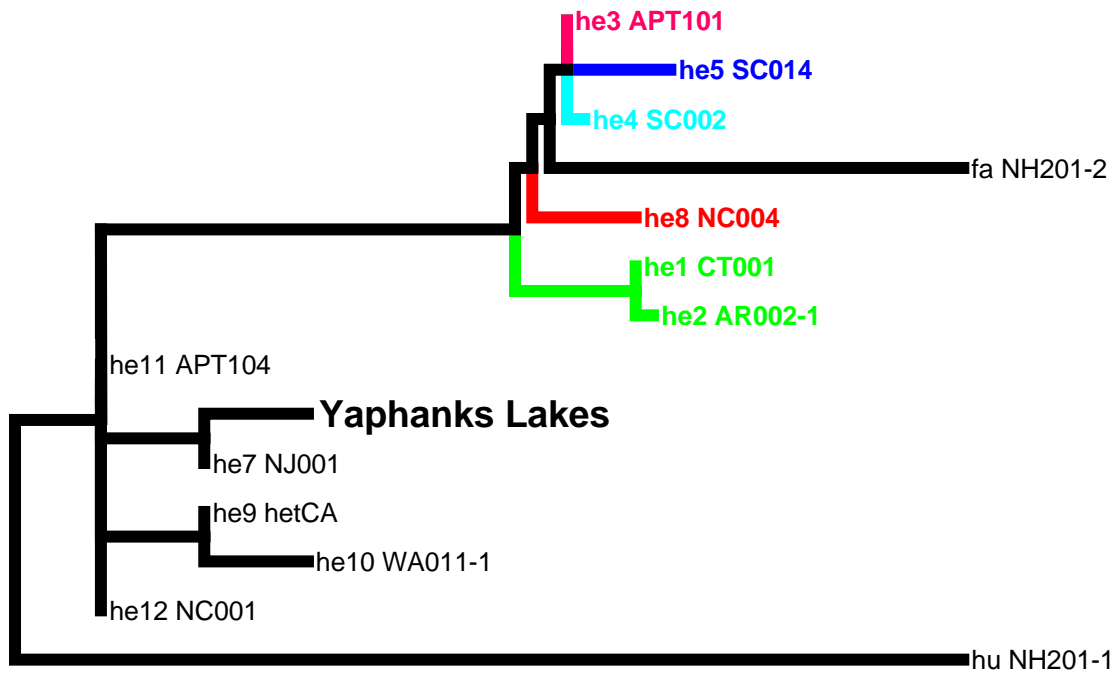 he3 APT101
he5 SC014
he4 SC002
fa NH201-2
he8 NC004
he1 CT001
he2 AR002-1
he11 APT104
Yaphanks Lakes
he7 NJ001
he9 hetCA
he10 WA011-1
he12 NC001
hu NH201-1